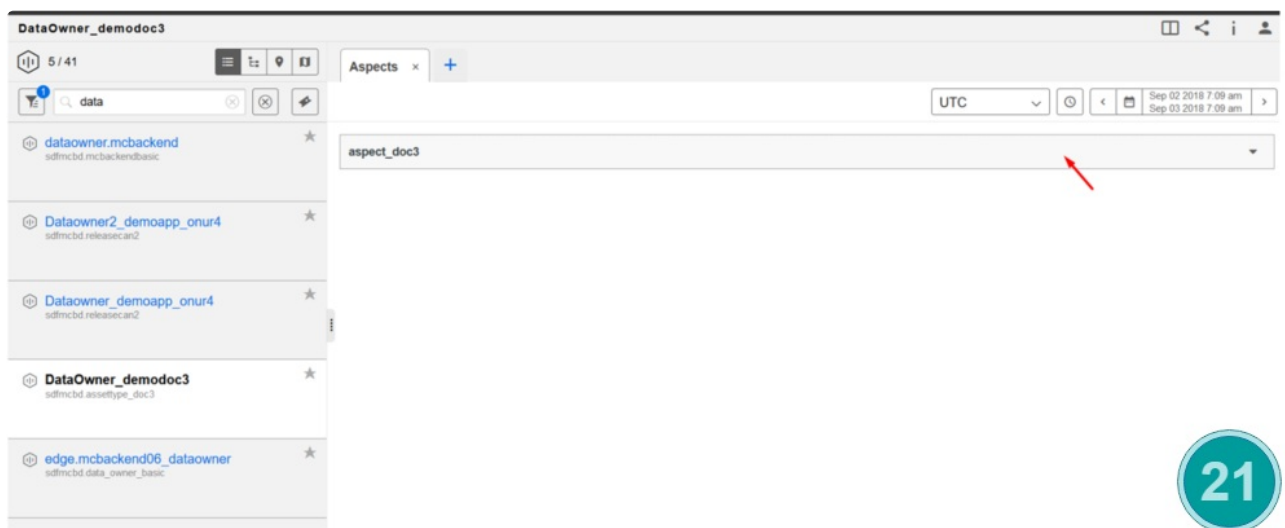 DataOwner_demodoc3
5 / 41
1
data
dataowner.mcbackend
sdfmcbd.mcbackendbasic
Dataowner2_demoapp_onur4
sdfmcbd.releasecan2
Dataowner_demoapp_onur4
sdfmcbd.releasecan2
DataOwner_demodoc3
sdfmcbd.assettype_doc3
edge.mcbackend06_dataowner
sdfmcbd.data_owner_basic
Aspects × +
UTC
Sep 02 2018 7:09 am
Sep 03 2018 7:09 am
aspect_doc3
21